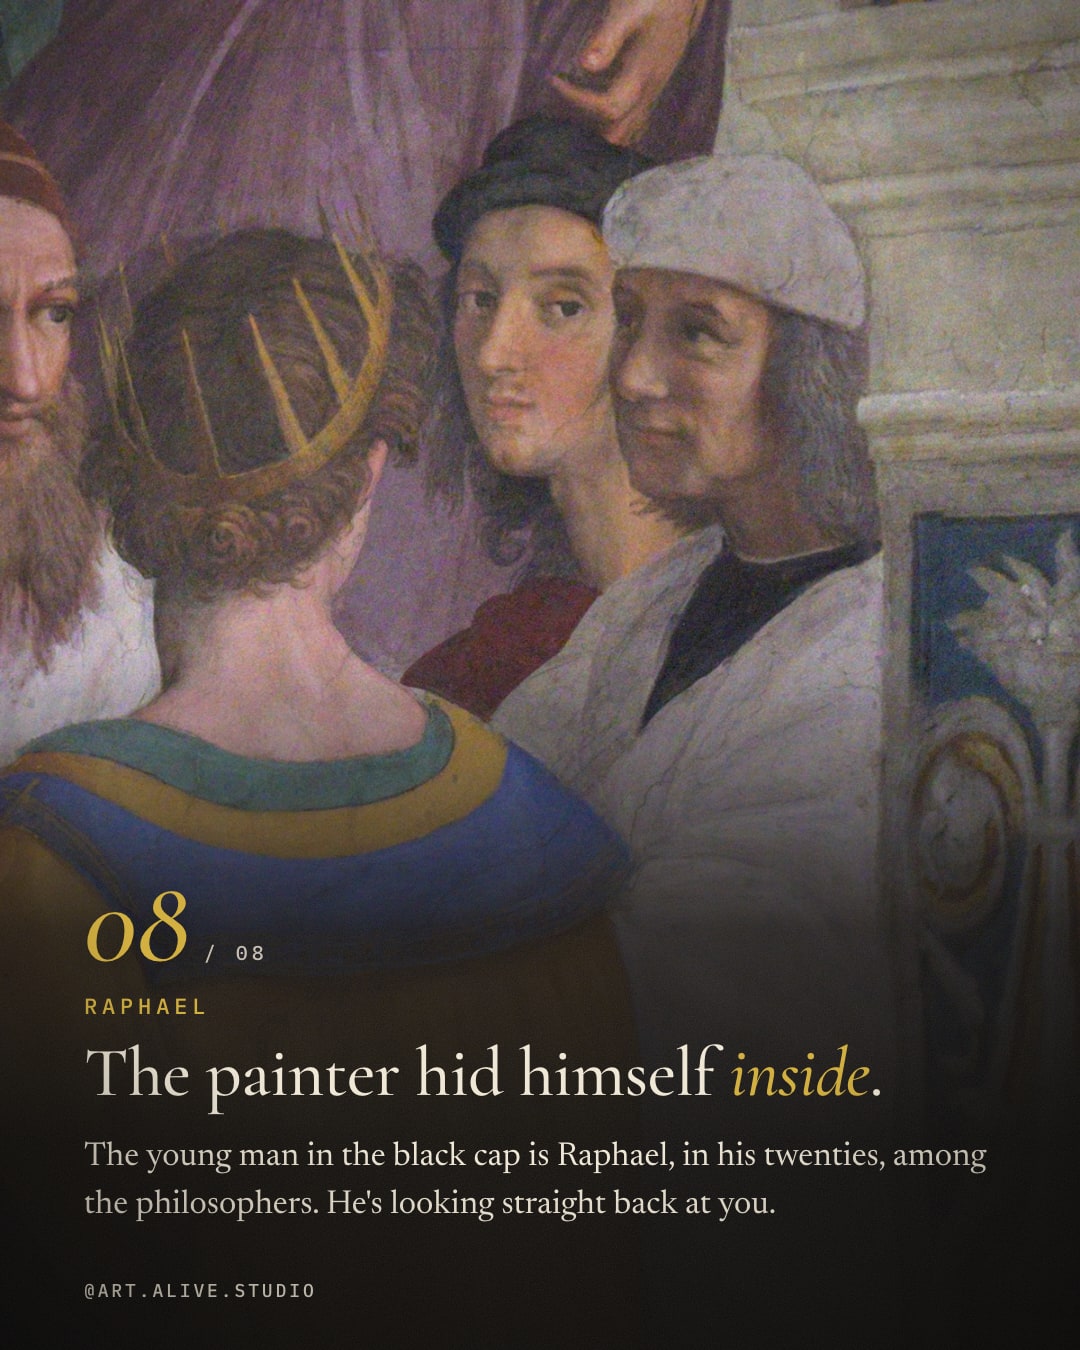 08 / 08
RAPHAEL
The painter hid himself inside.
The young man in the black cap is Raphael, in his twenties, among
the philosophers. He's looking straight back at you.
@ART.ALIVE.STUDIO